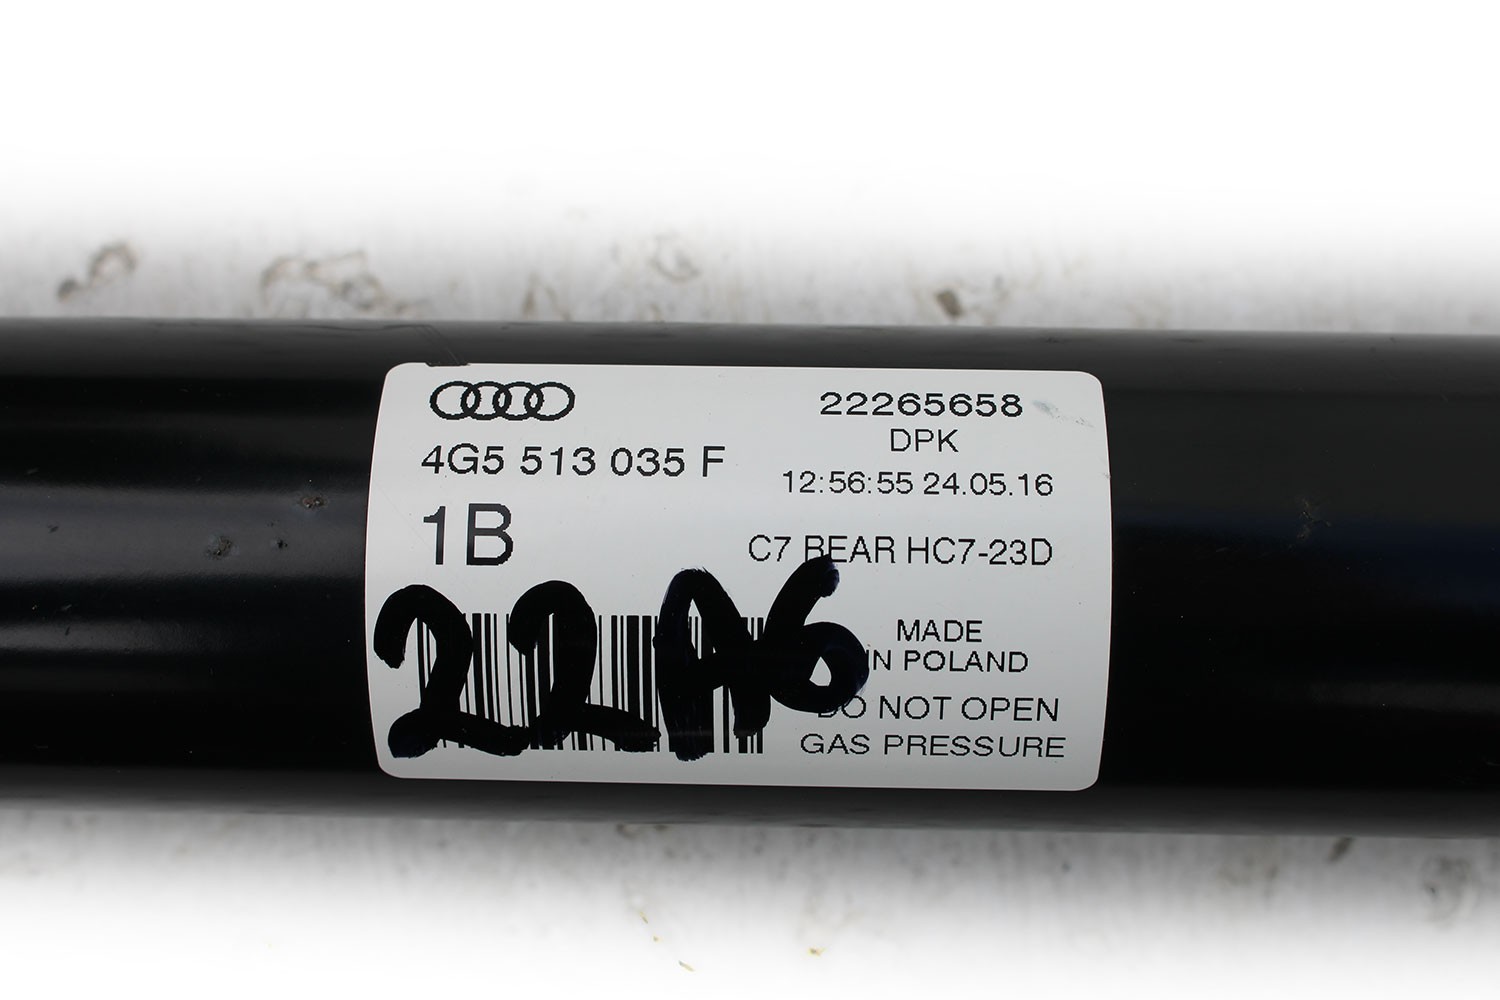 4G5 513 035 F
1B
22A6
22265658
DPK
12:56:55 24.05.16
C7 REAR HC7-23D
MADE
IN POLAND
DO NOT OPEN
GAS PRESSURE